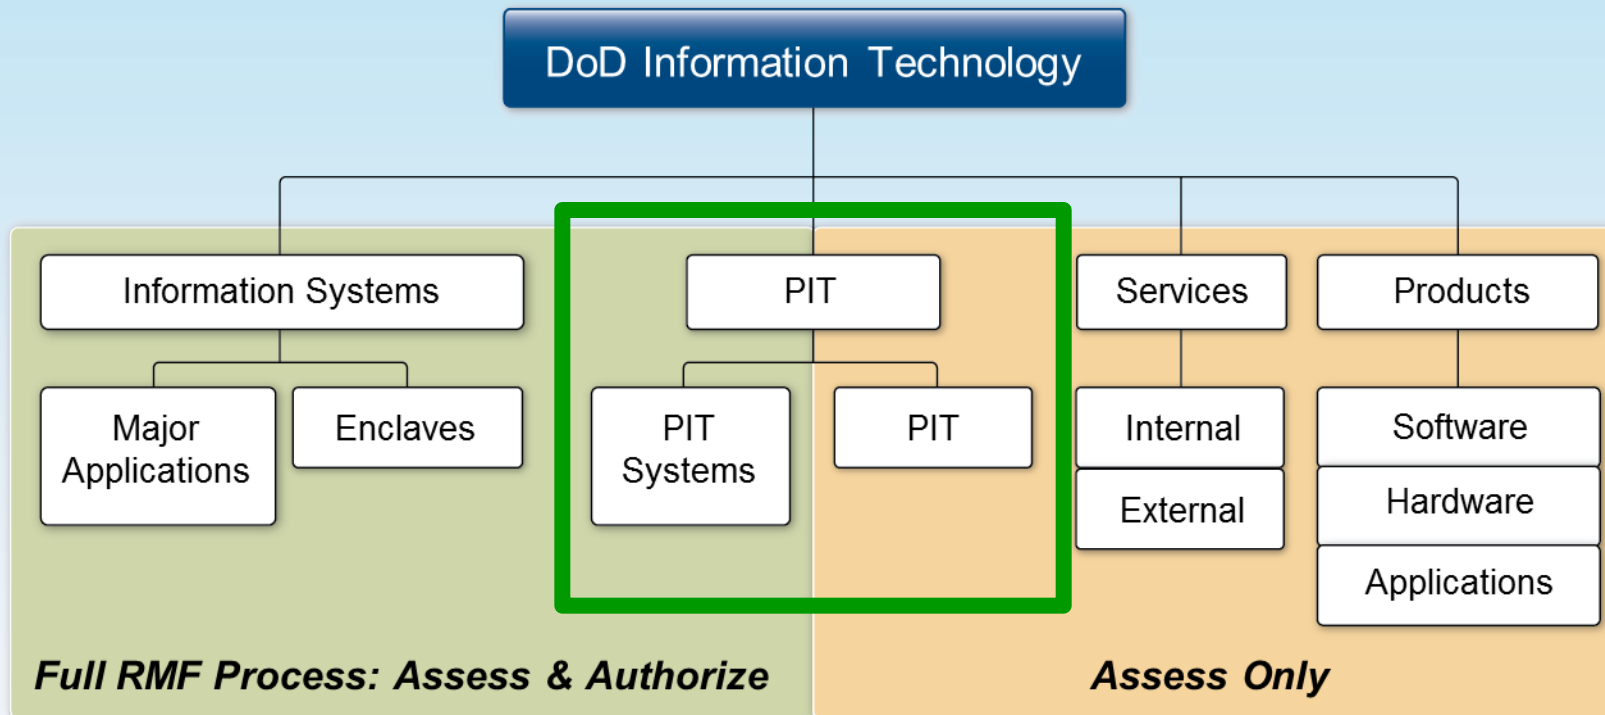 DoD Information Technology
Information Systems
PIT
Services
Products
Major
Applications
Enclaves
PIT
Systems
PIT
Internal
External
Software
Hardware
Applications
Full RMF Process: Assess & Authorize
Assess Only